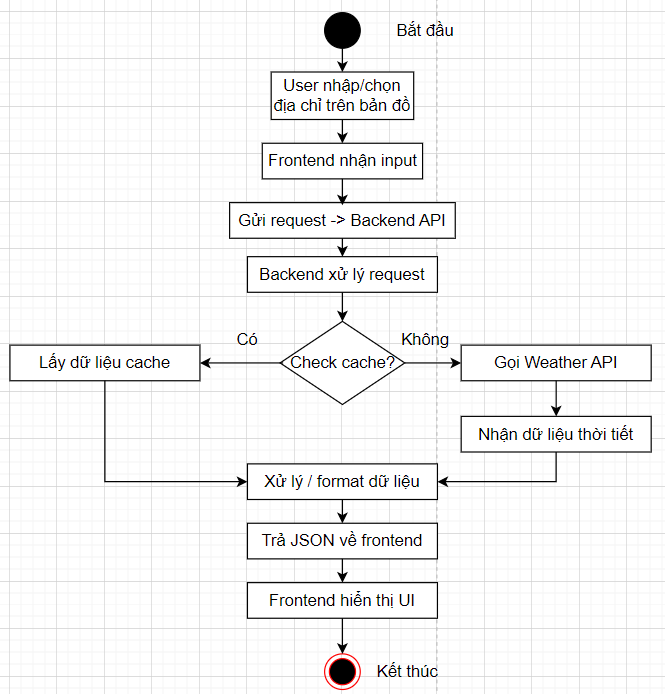 Bắt đầu
User nhập/chọn
địa chỉ trên bản đồ
Frontend nhận input
Gửi request -> Backend API
Backend xử lý request
Có
Không
Lấy dữ liệu cache
Check cache?
Gọi Weather API
Nhận dữ liệu thời tiết
Xử lý / format dữ liệu
Trả JSON về frontend
Frontend hiển thị UI
Kết thúc